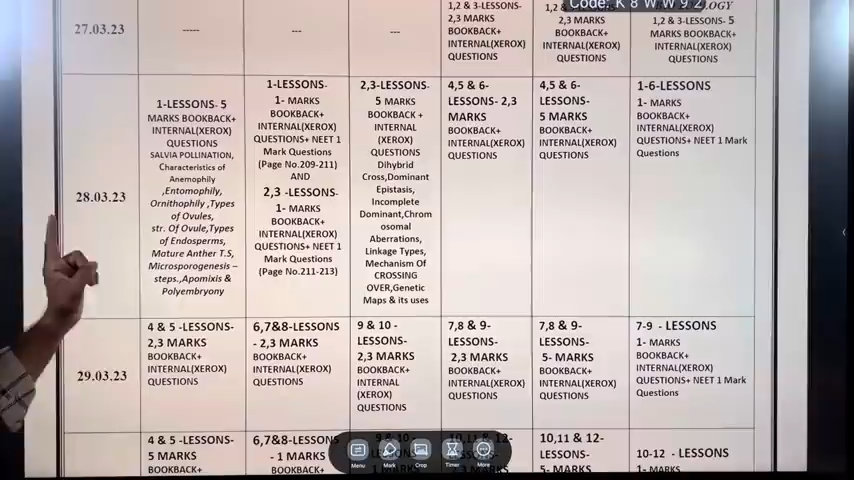 Code: K 8 W W 9 2
27.03.23
-----
---
---
1,2 & 3-LESSONS-
2,3 MARKS
BOOKBACK+
INTERNAL(XEROX)
QUESTIONS
1,2 &
2,3 MARKS
BOOKBACK+
INTERNAL(XEROX)
QUESTIONS
1,2 & 3-LESSONS- 5
MARKS BOOKBACK+
INTERNAL(XEROX)
QUESTIONS
28.03.23
1-LESSONS- 5
MARKS BOOKBACK+
INTERNAL(XEROX)
QUESTIONS
SALVIA POLLINATION,
Characteristics of
Anemophily
,Entomophily,
Ornithophily ,Types
of Ovules,
str. Of Ovule,Types
of Endosperms,
Mature Anther T.S,
Microsporogenesis –
steps.,Apomixis &
Polyembryony
1-LESSONS-
1- MARKS
BOOKBACK+
INTERNAL(XEROX)
QUESTIONS+ NEET 1
Mark Questions
(Page No.209-211)
AND
2,3 -LESSONS-
1- MARKS
BOOKBACK+
INTERNAL(XEROX)
QUESTIONS+ NEET 1
Mark Questions
(Page No.211-213)
2,3-LESSONS-
5 MARKS
BOOKBACK +
INTERNAL
(XEROX)
QUESTIONS
Dihybrid
Cross,Dominant
Epistasis,
Incomplete
Dominant,Chrom
osomal
Aberrations,
Linkage Types,
Mechanism Of
CROSSING
OVER,Genetic
Maps & its uses
4,5 & 6-
LESSONS- 2,3
MARKS
BOOKBACK+
INTERNAL(XEROX)
QUESTIONS
4,5 & 6-
LESSONS-
5 MARKS
BOOKBACK+
INTERNAL(XEROX)
QUESTIONS
1-6-LESSONS
1- MARKS
BOOKBACK+
INTERNAL(XEROX)
QUESTIONS+ NEET 1 Mark
Questions
29.03.23
4 & 5 -LESSONS-
2,3 MARKS
BOOKBACK+
INTERNAL(XEROX)
QUESTIONS
6,7&8-LESSONS
- 2,3 MARKS
BOOKBACK+
INTERNAL(XEROX)
QUESTIONS
9 & 10 -
LESSONS-
2,3 MARKS
BOOKBACK+
INTERNAL
(XEROX)
QUESTIONS
7,8 & 9-
LESSONS-
2,3 MARKS
BOOKBACK+
INTERNAL(XEROX)
QUESTIONS
7,8 & 9-
LESSONS-
5- MARKS
BOOKBACK+
INTERNAL(XEROX)
QUESTIONS
7-9 - LESSONS
1- MARKS
BOOKBACK+
INTERNAL(XEROX)
QUESTIONS+ NEET 1 Mark
Questions
4 & 5 -LESSONS-
5 MARKS
BOOKBACK+
6,7&8-LESSONS
- 1 MARKS
BOOKBACK+
9 & 10 -
10,11 & 12-
10,11 & 12-
LESSONS-
5- MARKS
10-12 - LESSONS
1- MARKS
Menu
Mark
Crop
Timer
More